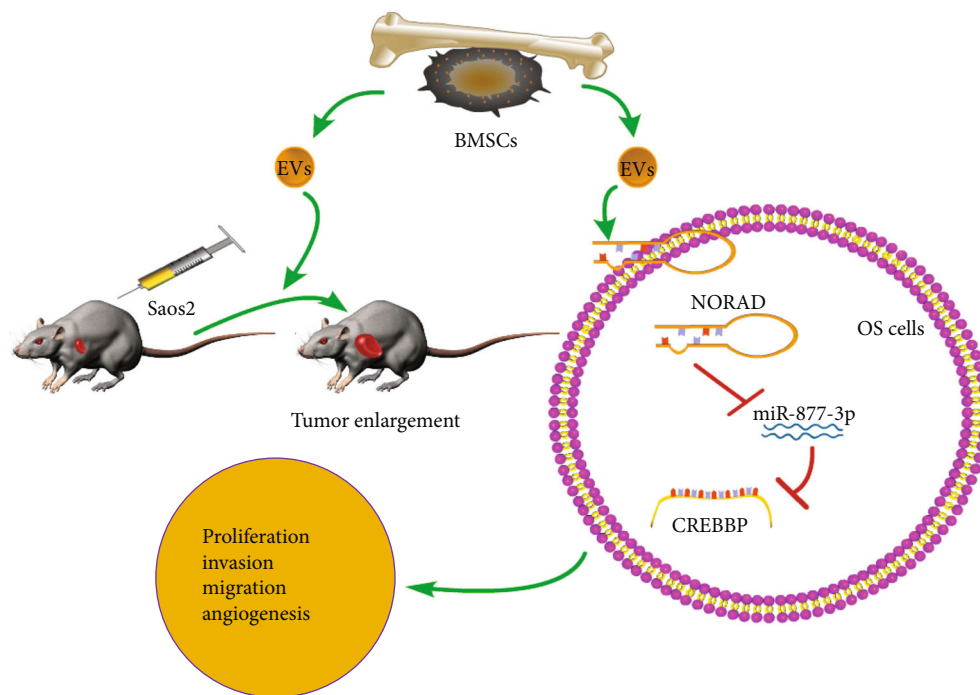 BMSCs
EVs
EVs
Saos2
NORAD
OS cells
miR-877-3p
Tumor enlargement
CREBBP
Proliferation
invasion
migration
angiogenesis